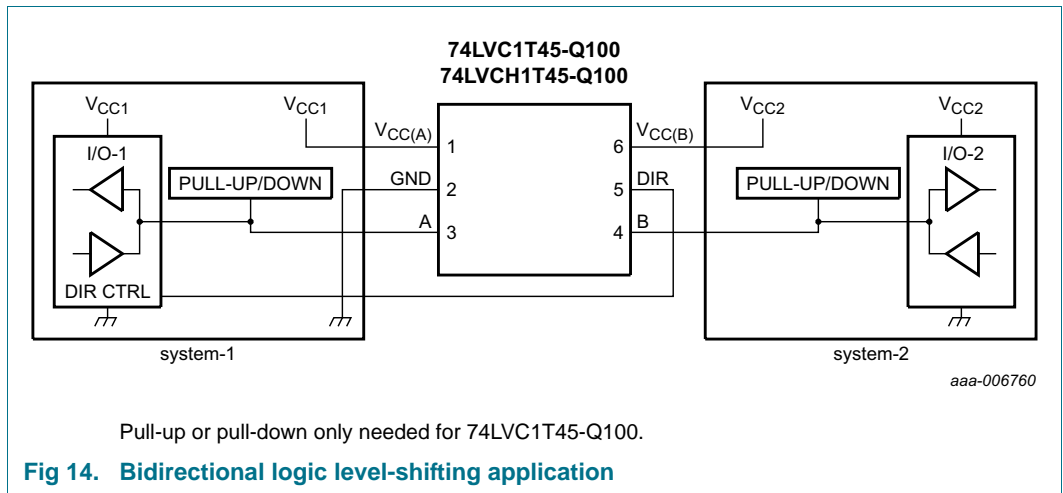 74LVC1T45-Q100
74LVCH1T45-Q100
VCC1
VCC1
VCC(A)
1
6
VCC(B)
VCC2
VCC2
I/O-1
PULL-UP/DOWN
GND
2
5
DIR
PULL-UP/DOWN
I/O-2
A
3
4
B
DIR CTRL
system-1
system-2
aaa-006760
Pull-up or pull-down only needed for 74LVC1T45-Q100.
Fig 14. Bidirectional logic level-shifting application